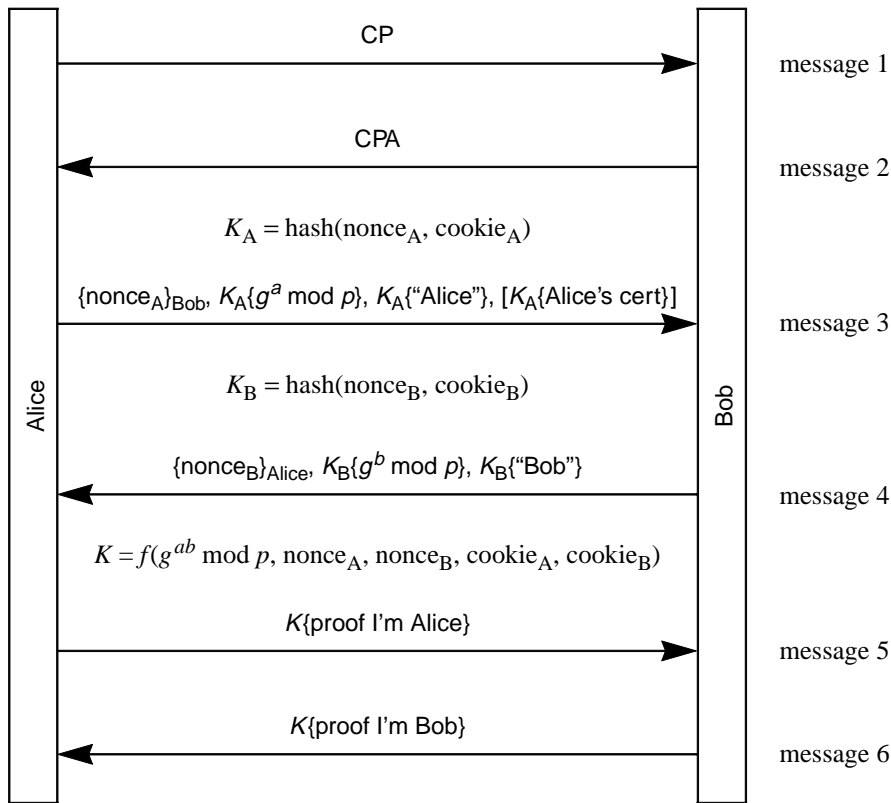 CP
message 1
CPA
message 2
K_A = hash(nonce_A, cookie_A)
{nonce_A}_Bob, K_A{g^a mod p}, K_A{“Alice”}, [K_A{Alice’s cert}]
message 3
K_B = hash(nonce_B, cookie_B)
Alice
Bob
{nonce_B}_Alice, K_B{g^b mod p}, K_B{“Bob”}
message 4
K = f(g^ab mod p, nonce_A, nonce_B, cookie_A, cookie_B)
K{proof I’m Alice}
message 5
K{proof I’m Bob}
message 6